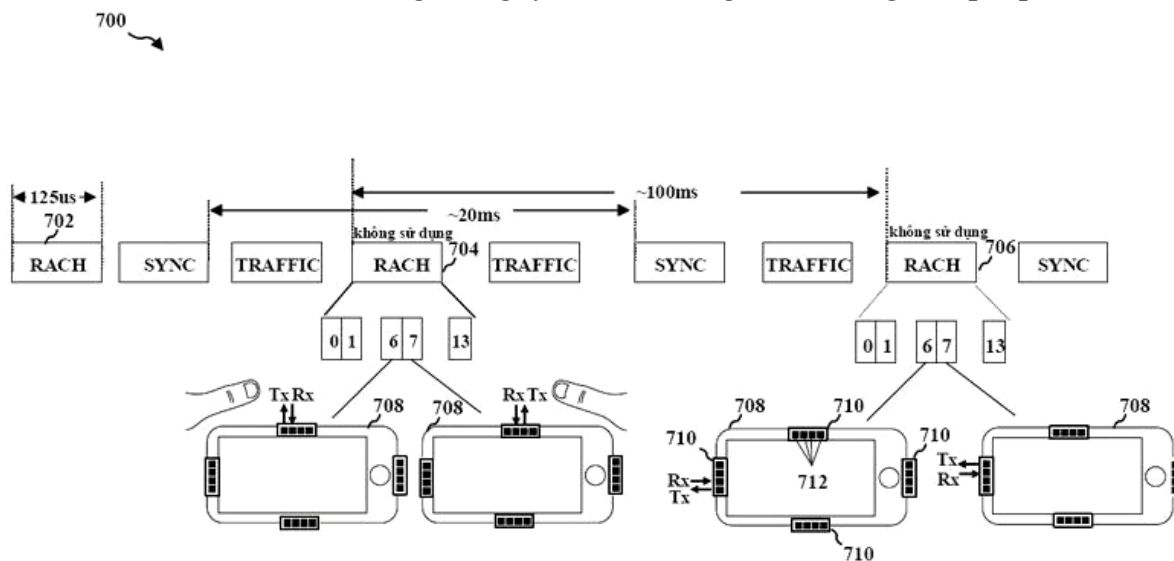 700
125us
702
~100ms
~20ms
không sử dụng
704
không sử dụng
706
RACH SYNC TRAFFIC RACH TRAFFIC SYNC TRAFFIC RACH SYNC
0 1 6 7 13
0 1 6 7 13
Tx Rx
708
708
Rx Tx
708
710
710
710
Rx
Tx
712
710
708
Tx
Rx